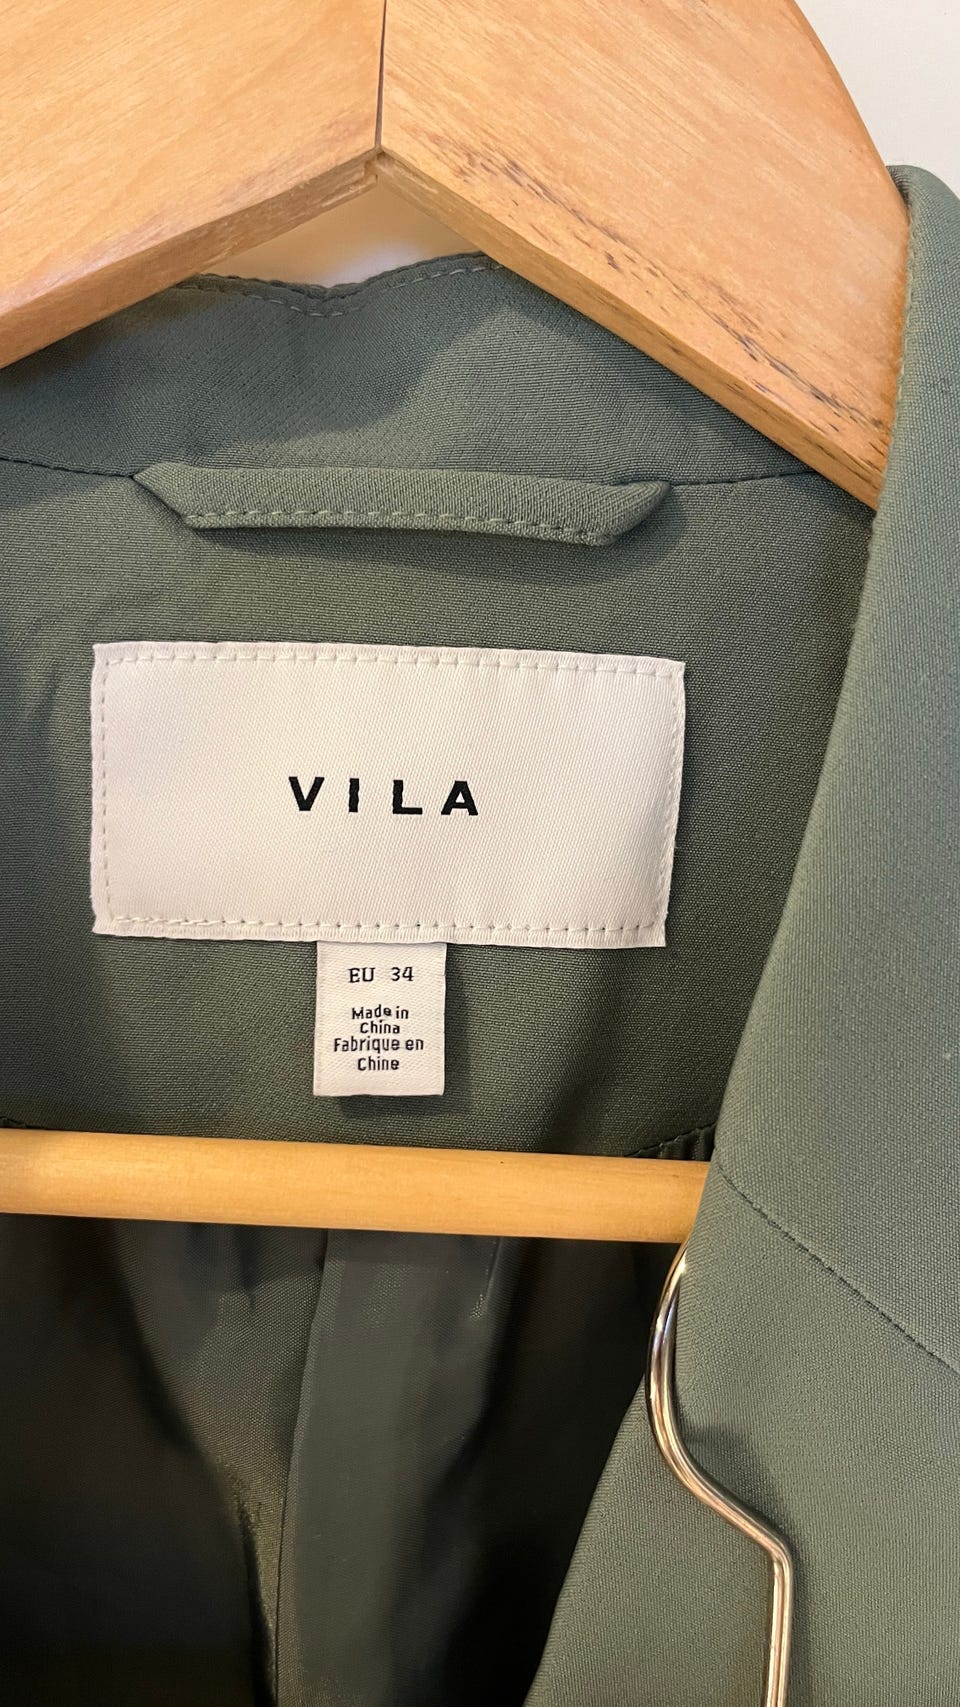 VILA
EU 34
Made in
China
Fabrique en
Chine